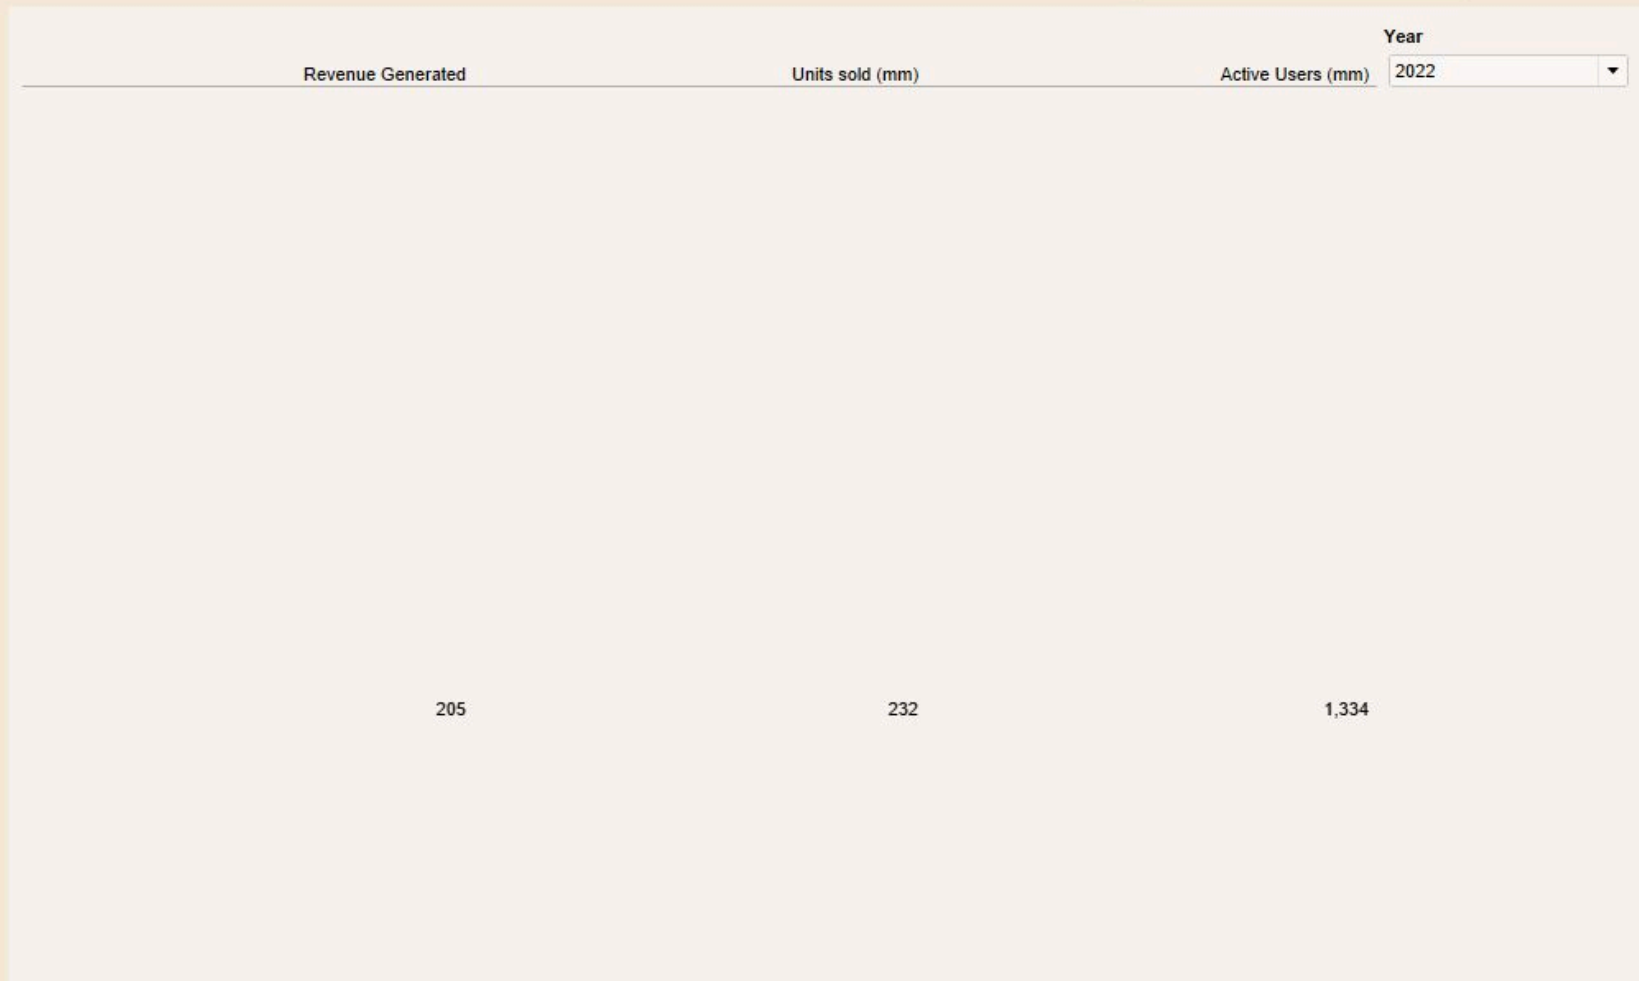 Year
Revenue Generated Units sold (mm) Active Users (mm) 2022
205 232 1,334